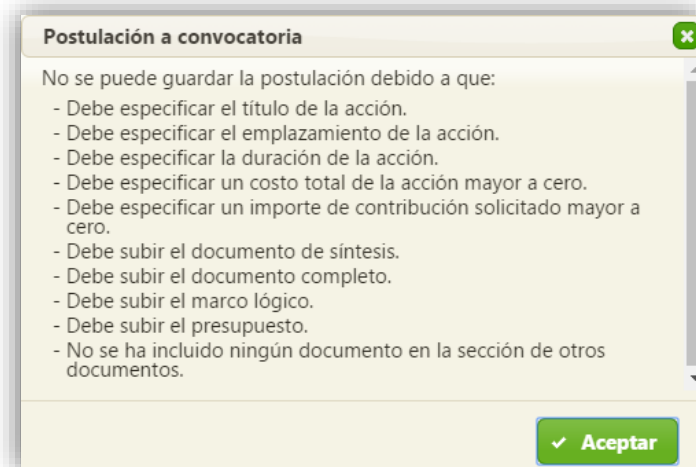 Postulación a convocatoria
No se puede guardar la postulación debido a que:
- Debe especificar el título de la acción.
- Debe especificar el emplazamiento de la acción.
- Debe especificar la duración de la acción.
- Debe especificar un costo total de la acción mayor a cero.
- Debe especificar un importe de contribución solicitado mayor a
cero.
- Debe subir el documento de síntesis.
- Debe subir el documento completo.
- Debe subir el marco lógico.
- Debe subir el presupuesto.
- No se ha incluido ningún documento en la sección de otros
documentos.
Aceptar